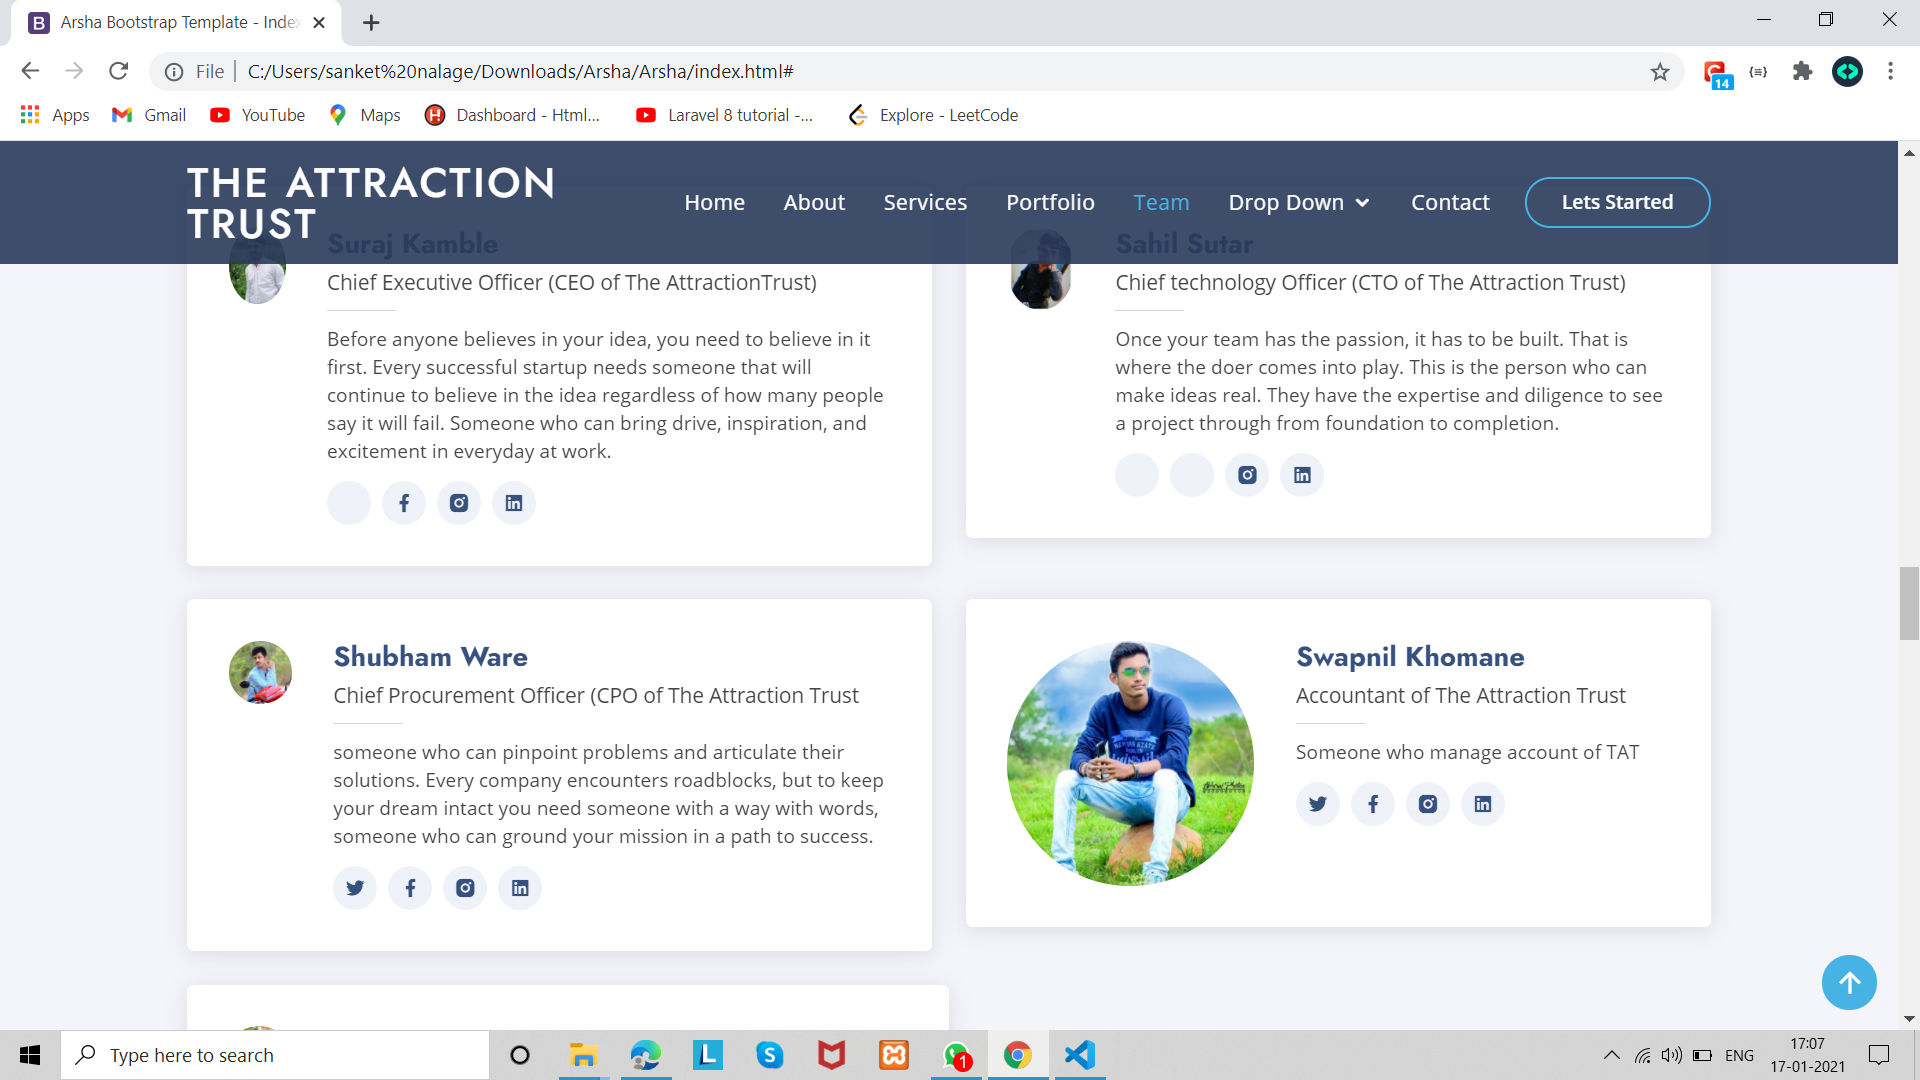 Arsha Bootstrap Template - Inde
File
C:/Users/sanket%20nalage/Downloads/Arsha/Arsha/index.html#
14
Apps
Gmail
YouTube
Maps
Dashboard - Html...
Laravel 8 tutorial -...
Explore - LeetCode
THE ATTRACTION
TRUST
Home
About
Services
Portfolio
Team
Drop Down
Contact
Lets Started
Suraj Kamble
Chief Executive Officer (CEO of The AttractionTrust)
Before anyone believes in your idea, you need to believe in it
first. Every successful startup needs someone that will
continue to believe in the idea regardless of how many people
say it will fail. Someone who can bring drive, inspiration, and
excitement in everyday at work.
Sahil Sutar
Chief technology Officer (CTO of The Attraction Trust)
Once your team has the passion, it has to be built. That is
where the doer comes into play. This is the person who can
make ideas real. They have the expertise and diligence to see
a project through from foundation to completion.
Shubham Ware
Chief Procurement Officer (CPO of The Attraction Trust
someone who can pinpoint problems and articulate their
solutions. Every company encounters roadblocks, but to keep
your dream intact you need someone with a way with words,
someone who can ground your mission in a path to success.
Swapnil Khomane
Accountant of The Attraction Trust
Someone who manage account of TAT
Type here to search
1
ENG
17:07
17-01-2021